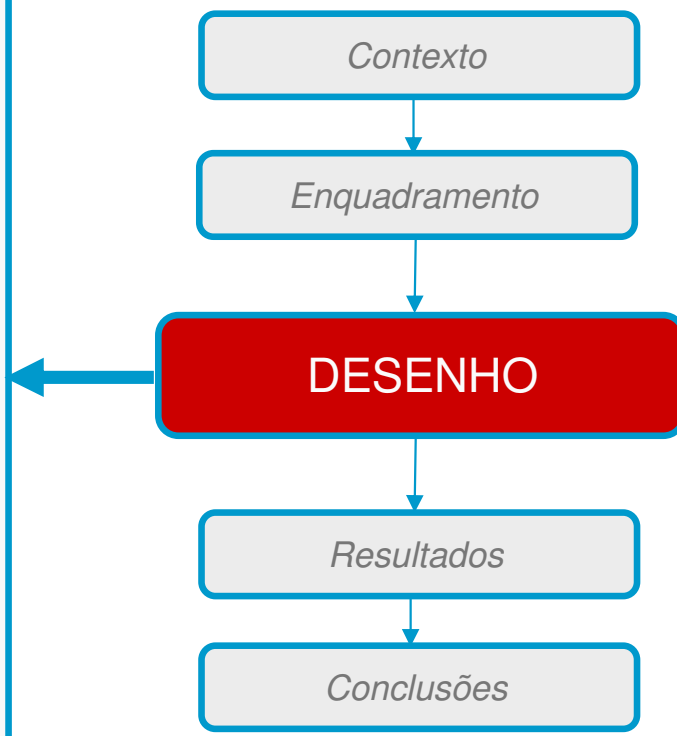 Contexto
Enquadramento
DESENHO
Resultados
Conclusões